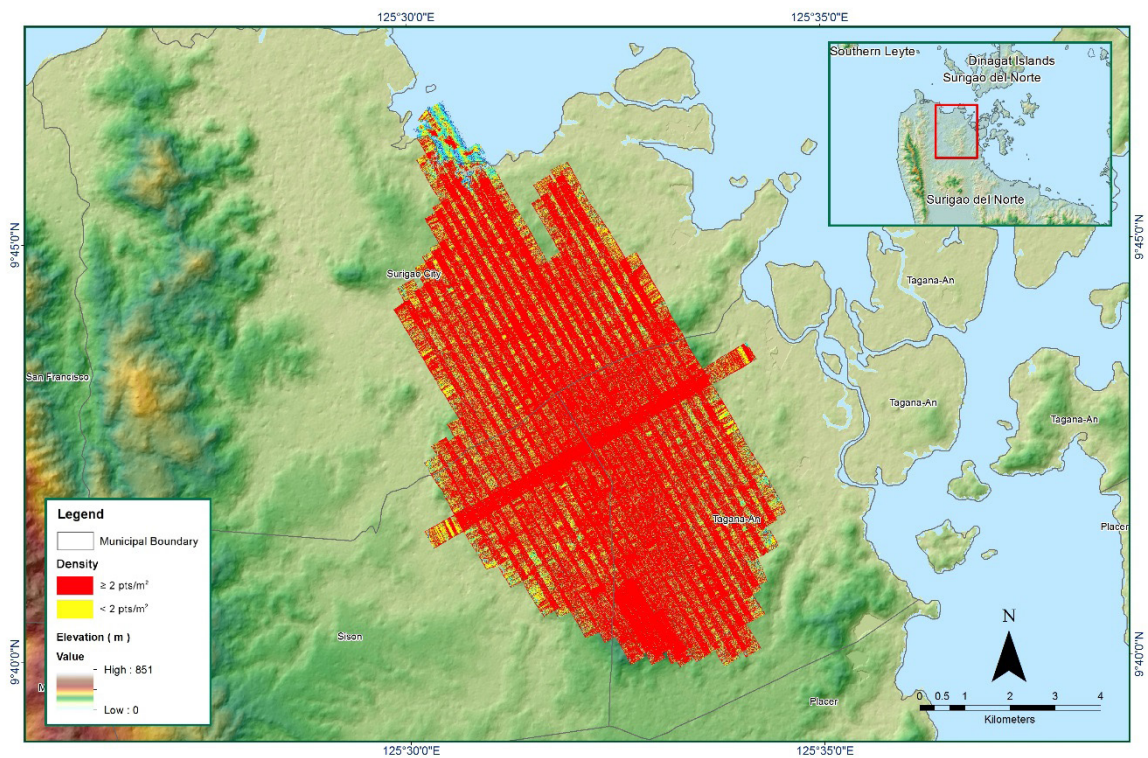 125°30'0"E
125°35'0"E
Southern Leyte
Dinagat Islands
Surigao del Norte
Surigao del Norte
9°45'0"N
9°45'0"N
Surigao City
Tagana-An
San Francisco
Tagana-An
Tagana-An
Tagana-An
Placer
Sison
Placer
9°40'0"N
9°40'0"N
Legend
Municipal Boundary
Density
≥ 2 pts/m²
< 2 pts/m²
Elevation ( m )
Value
High : 851
Low : 0
M
N
0 0.5 1 2 3 4
Kilometers
125°30'0"E
125°35'0"E